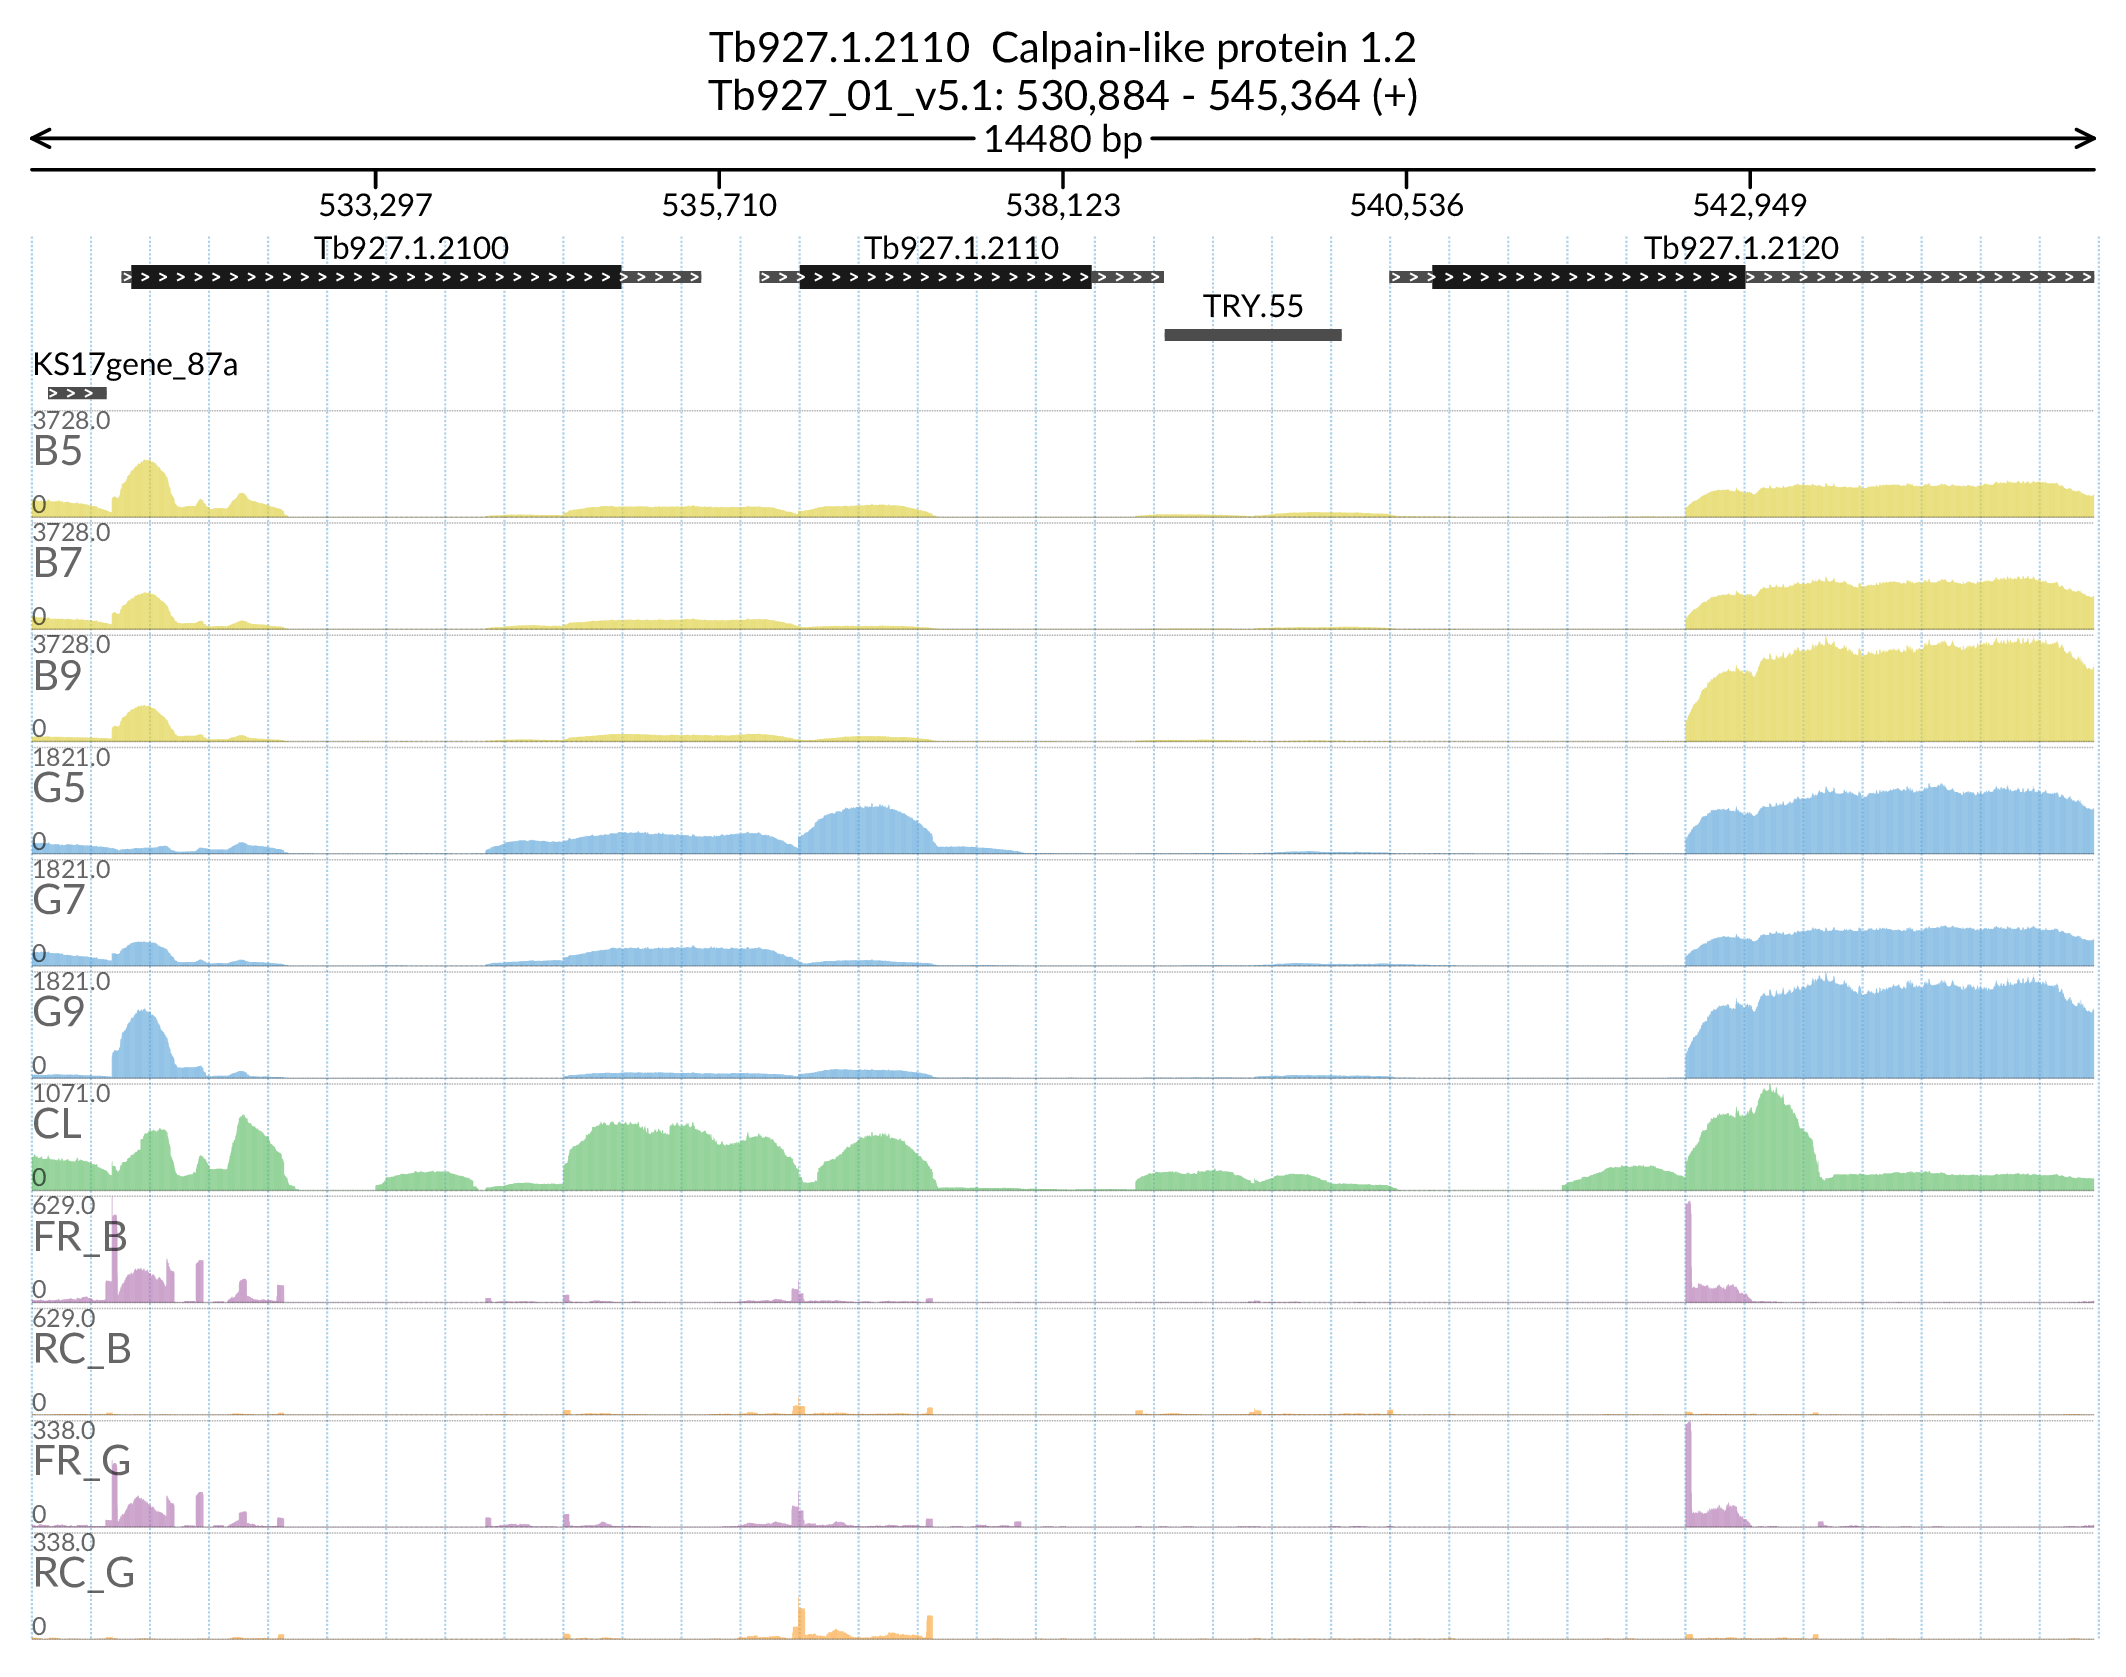 Tb927.1.2110  Calpain-like protein 1.2
Tb927_01_v5.1: 530,884 - 545,364 (+)
14480 bp
533,297 535,710 538,123 540,536 542,949
Tb927.1.2100 Tb927.1.2110 Tb927.1.2120
TRY.55
KS17gene_87a
3728.0
B5
0
3728.0
B7
0
3728.0
B9
0
1821.0
G5
0
1821.0
G7
0
1821.0
G9
0
1071.0
CL
0
629.0
FR_B
0
629.0
RC_B
0
338.0
FR_G
0
338.0
RC_G
0